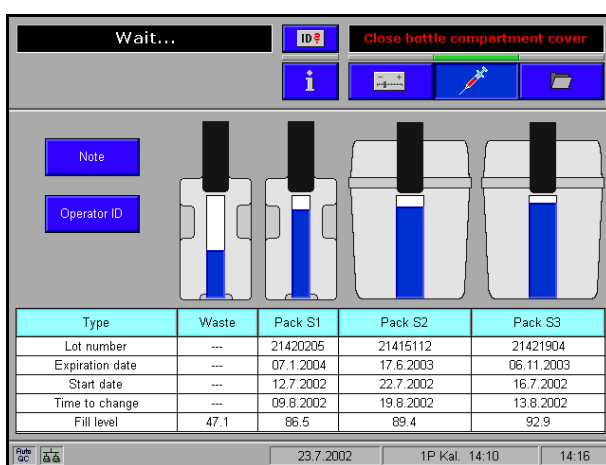 Wait...
ID
Close bottle compartment cover
i
- +
Note
Operator ID
Type Waste Pack S1 Pack S2 Pack S3
Lot number --- 21420205 21415112 21421904
Expiration date --- 07.1.2004 17.6.2003 06.11.2003
Start date --- 12.7.2002 22.7.2002 16.7.2002
Time to change --- 09.8.2002 19.8.2002 13.8.2002
Fill level 47.1 86.5 89.4 92.9
Auto
QC 23.7.2002 1P Kal. 14:10 14:16